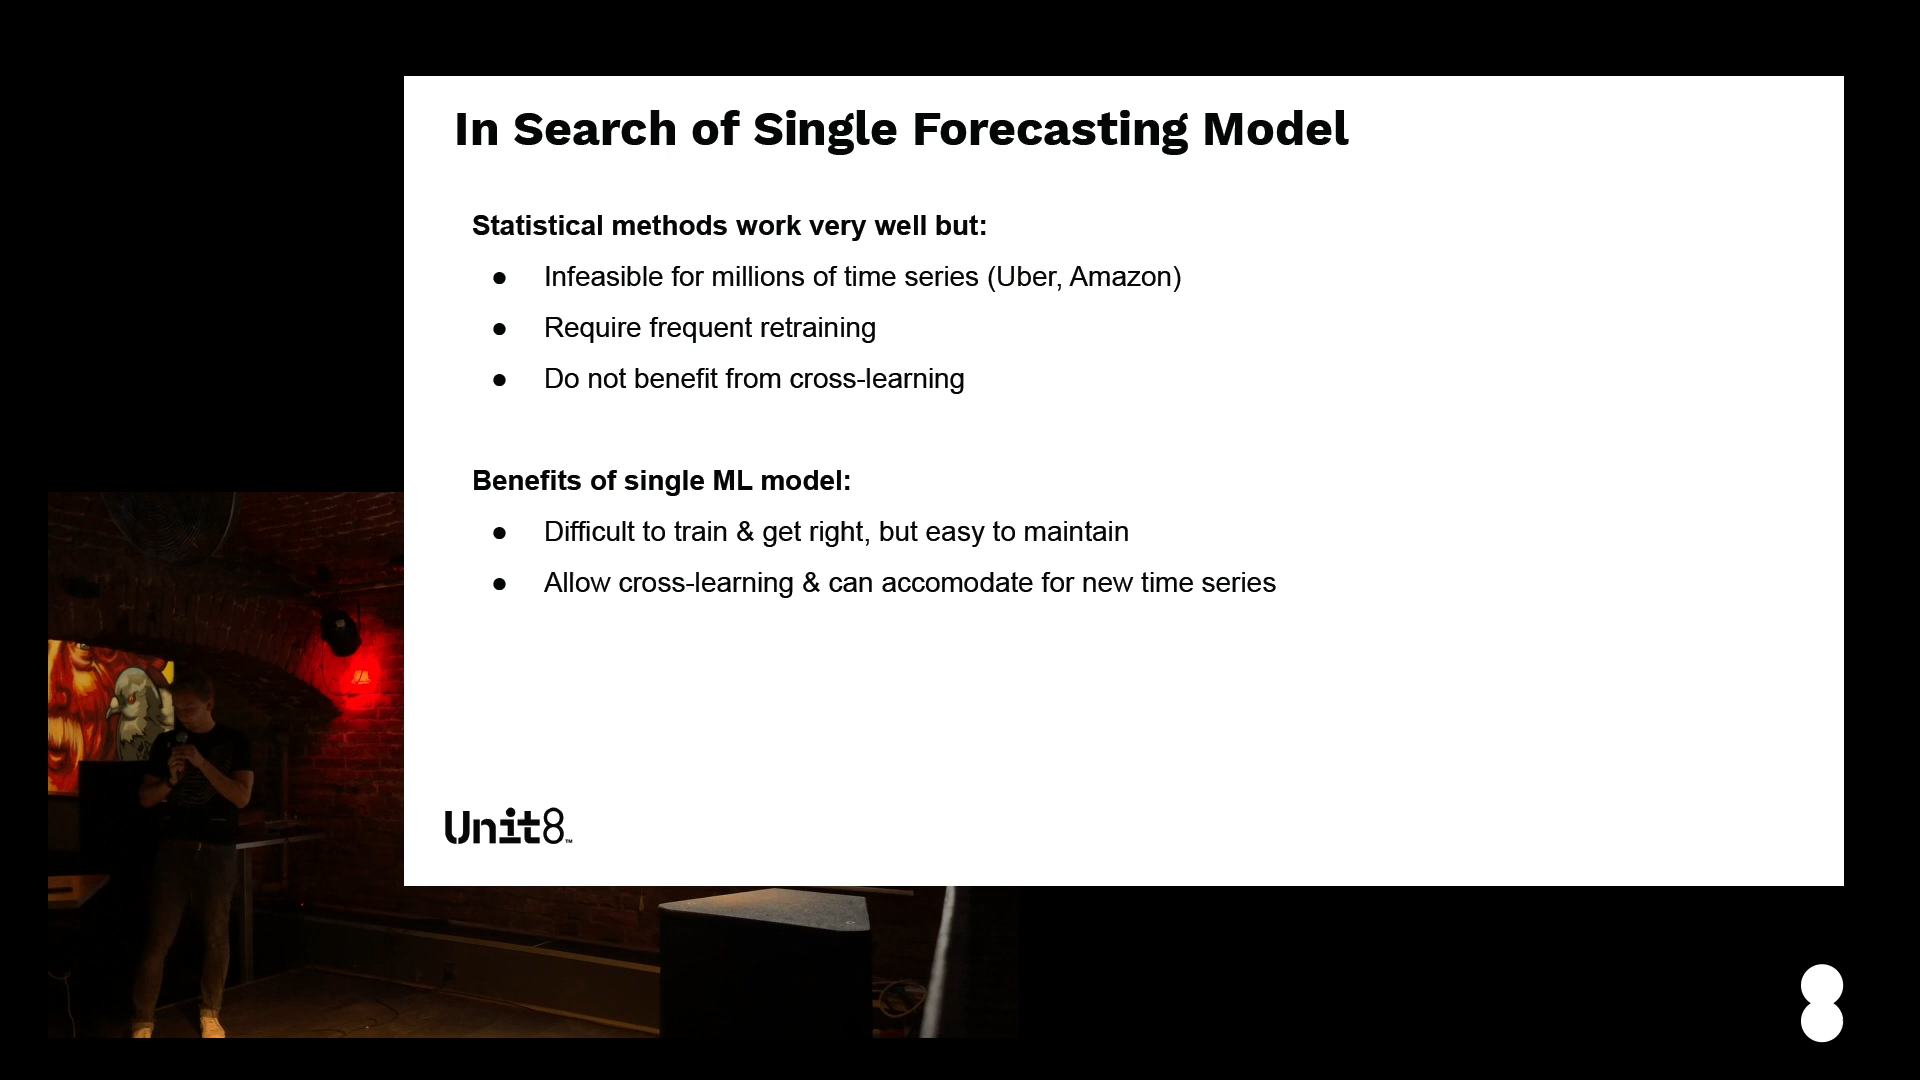 In Search of Single Forecasting Model
Statistical methods work very well but:
● Infeasible for millions of time series (Uber, Amazon)
● Require frequent retraining
● Do not benefit from cross-learning
Benefits of single ML model:
● Difficult to train & get right, but easy to maintain
● Allow cross-learning & can accomodate for new time series
Unit8™